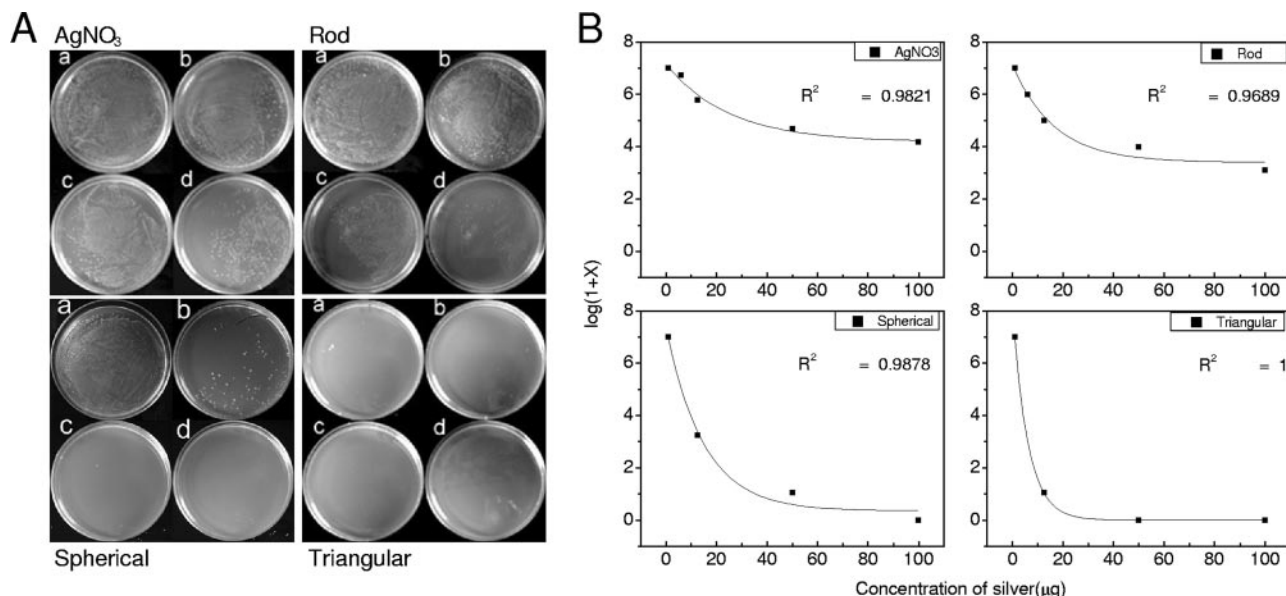 A
AgNO₃
Rod
a
b
a
b
c
d
c
d
a
b
a
b
c
d
c
d
Spherical
Triangular
B
log(1+X)
8
6
4
2
0
AgNO3
R² = 0.9821
0 20 40 60 80 100
8
6
4
2
0
Rod
R² = 0.9689
0 20 40 60 80 100
8
6
4
2
0
Spherical
R² = 0.9878
0 20 40 60 80 100
8
6
4
2
0
Triangular
R² = 1
0 20 40 60 80 100
Concentration of silver(μg)